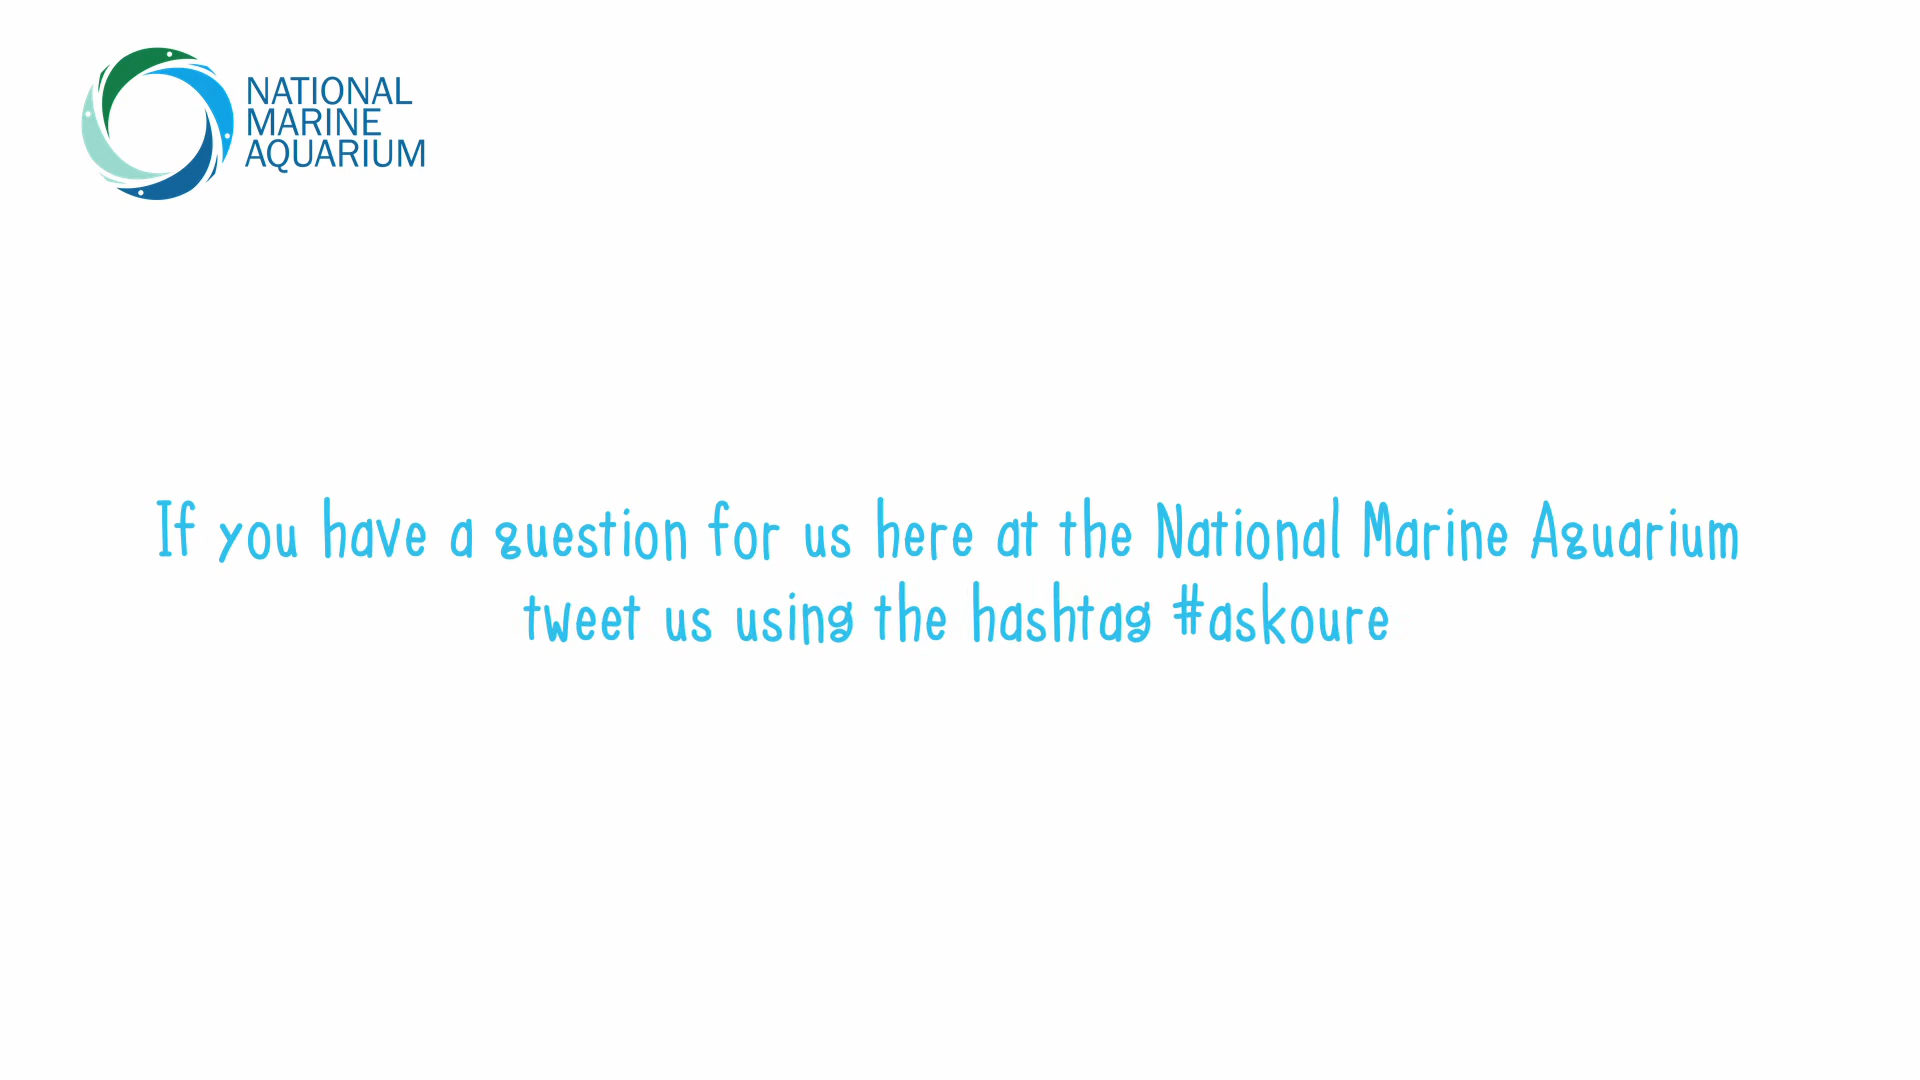 NATIONAL
MARINE
AQUARIUM
If you have a question for us here at the National Marine Aquarium
tweet us using the hashtag #askoure